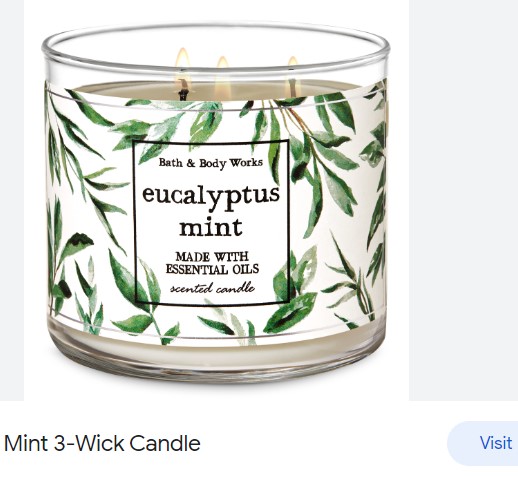 Bath & Body Works
eucalyptus
mint
MADE WITH
ESSENTIAL OILS
scented candle
Mint 3-Wick Candle
Visit